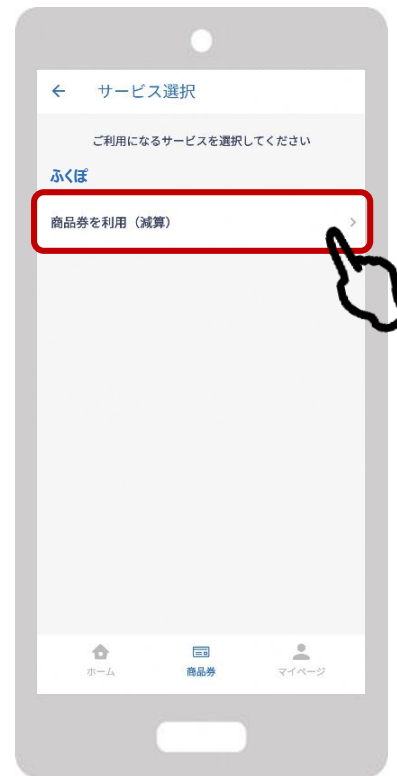 サービス選択
ご利用になるサービスを選択してください
ふくぽ
商品券を利用（減算）
ホーム
商品券
マイページ